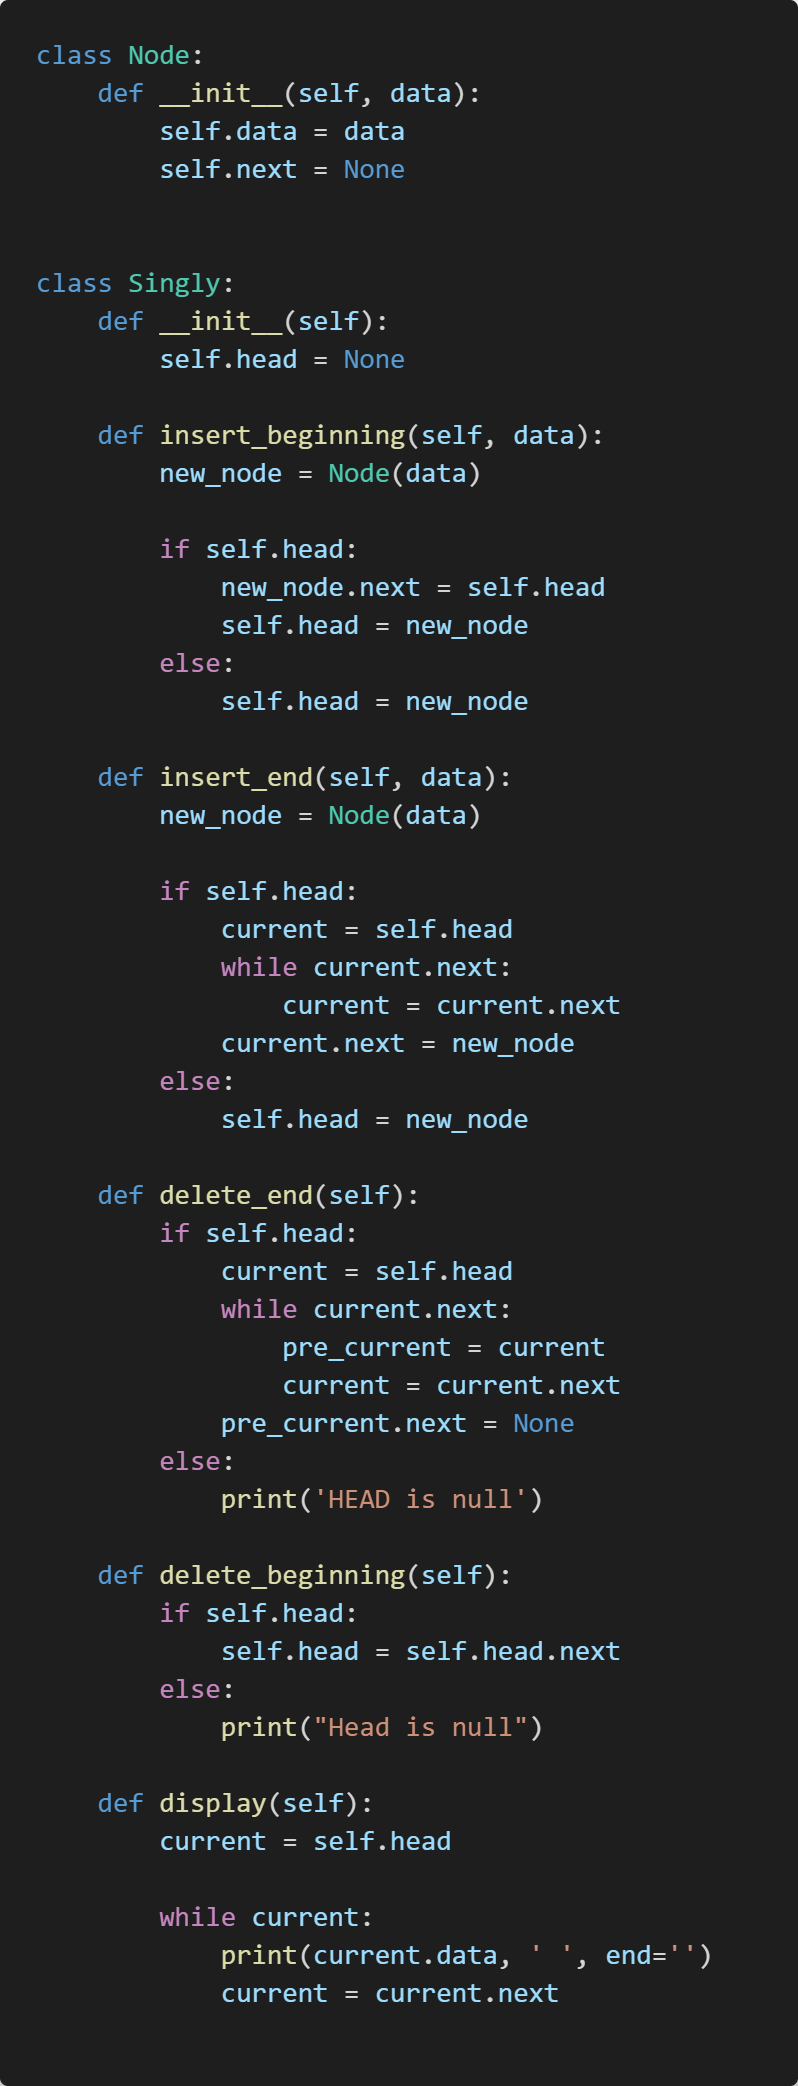 class Node:
    def __init__(self, data):
        self.data = data
        self.next = None


class Singly:
    def __init__(self):
        self.head = None

    def insert_beginning(self, data):
        new_node = Node(data)

        if self.head:
            new_node.next = self.head
            self.head = new_node
        else:
            self.head = new_node

    def insert_end(self, data):
        new_node = Node(data)

        if self.head:
            current = self.head
            while current.next:
                current = current.next
            current.next = new_node
        else:
            self.head = new_node

    def delete_end(self):
        if self.head:
            current = self.head
            while current.next:
                pre_current = current
                current = current.next
            pre_current.next = None
        else:
            print('HEAD is null')

    def delete_beginning(self):
        if self.head:
            self.head = self.head.next
        else:
            print("Head is null")

    def display(self):
        current = self.head

        while current:
            print(current.data, ' ', end='')
            current = current.next